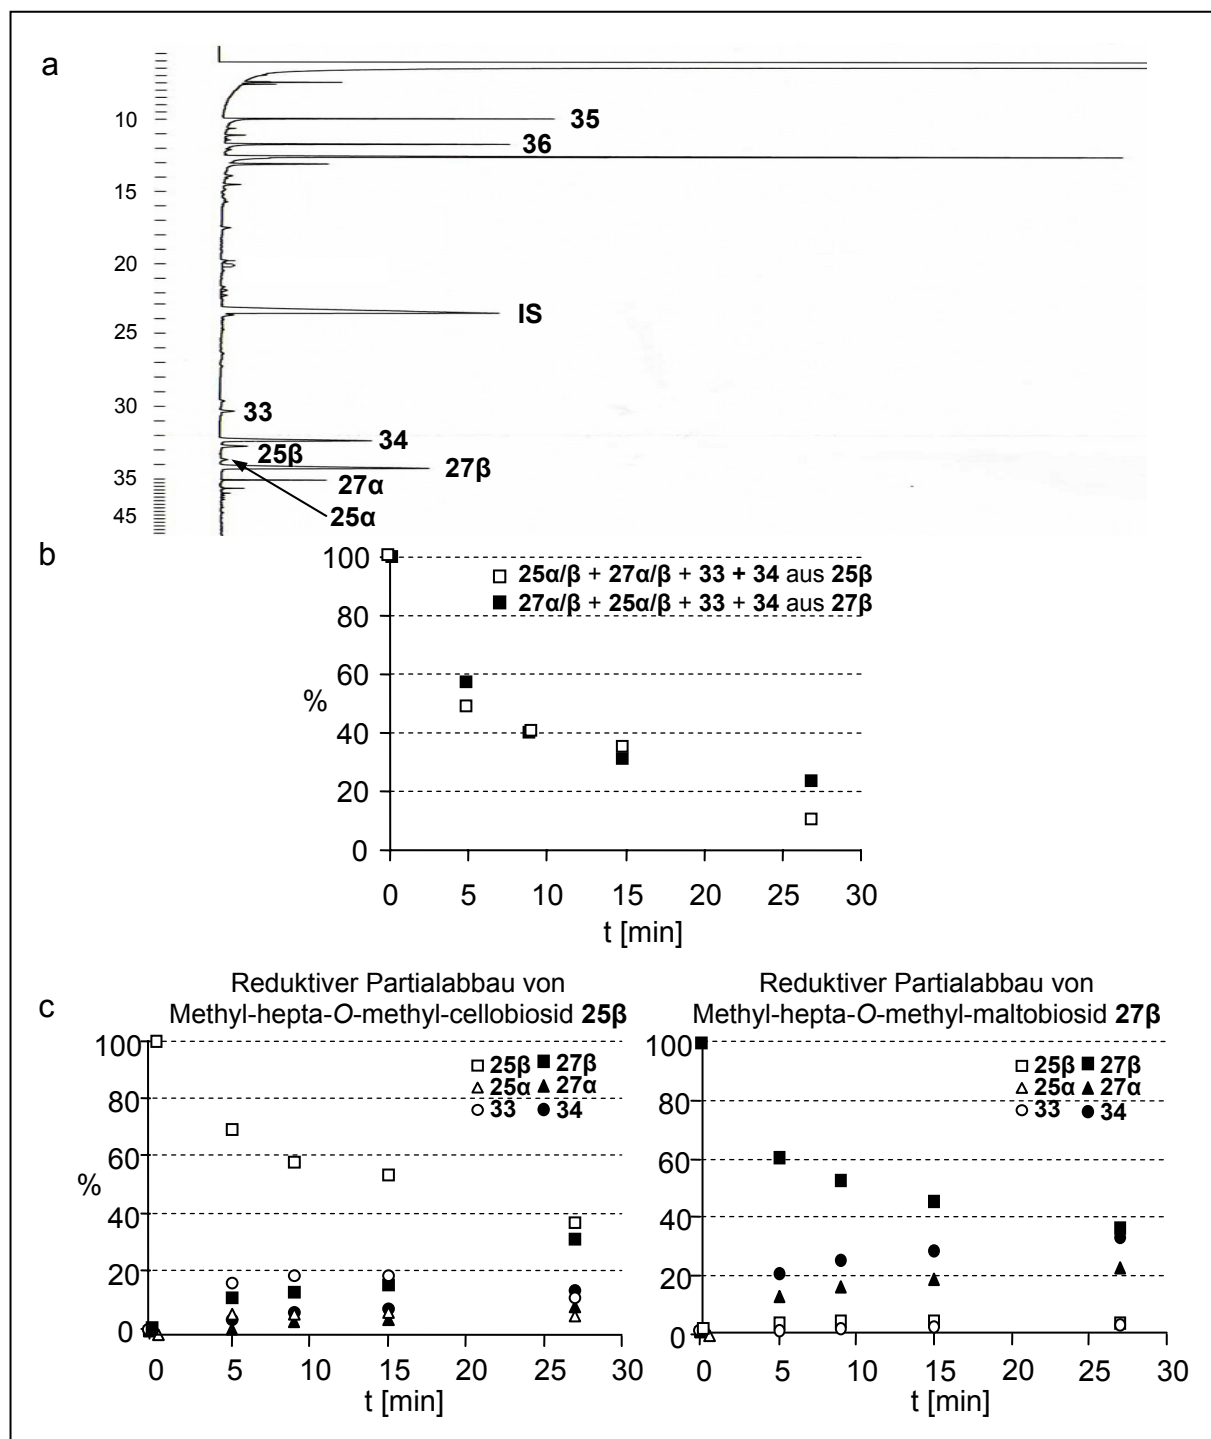 a
10
15
20
25
30
35
45
35
36
IS
33
34
25β
27β
27α
25α
b
100
80
60
40
20
0
%
25α/β + 27α/β + 33 + 34 aus 25β
27α/β + 25α/β + 33 + 34 aus 27β
0 5 10 15 20 25 30
t [min]
c
Reduktiver Partialabbau von
Methyl-hepta-O-methyl-cellobiosid 25β
100
80
60
40
20
0
%
25β 27β
25α 27α
33 34
0 5 10 15 20 25 30
t [min]
Reduktiver Partialabbau von
Methyl-hepta-O-methyl-maltobiosid 27β
100
80
60
40
20
0
25β 27β
25α 27α
33 34
0 5 10 15 20 25 30
t [min]